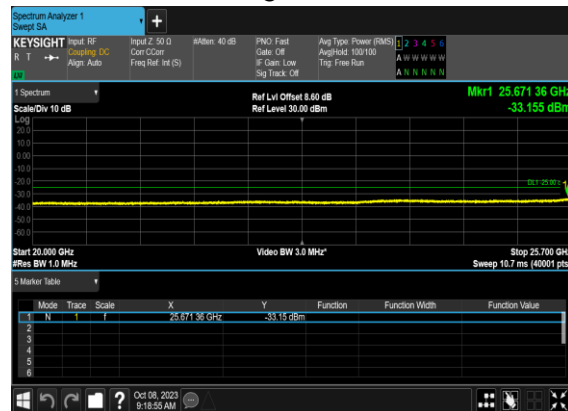 Spectrum Analyzer 1
Swept SA
+
KEYSIGHT Input: RF Input Z: 50 Ω #Atten: 40 dB PNO: Fast Avg Type: Power (RMS) 1 2 3 4 5 6
R T Coupling: DC Corr CCorr Gate: Off Avg|Hold: 100/100 A W W W W W
Align: Auto Freq Ref: Int (S) IF Gain: Low Trig: Free Run
LW Sig Track: Off A N N N N N
1 Spectrum Ref Lvl Offset 8.60 dB Mkr1 25.671 36 GHz
Scale/Div 10 dB Ref Level 30.00 dBm -33.155 dBm
Log
20.0
10.0
0.00
-10.0
-20.0
DL1 -25.00
-30.0
-40.0
-50.0
-60.0
Start 20.000 GHz Video BW 3.0 MHz* Stop 25.700 GHz
#Res BW 1.0 MHz Sweep 10.7 ms (40001 pts
5 Marker Table
Mode Trace Scale X Y Function Function Width Function Value
1 N 1 f 25.671 36 GHz -33.15 dBm
2
3
4
5
6
? Oct 08, 2023
9:18:55 AM